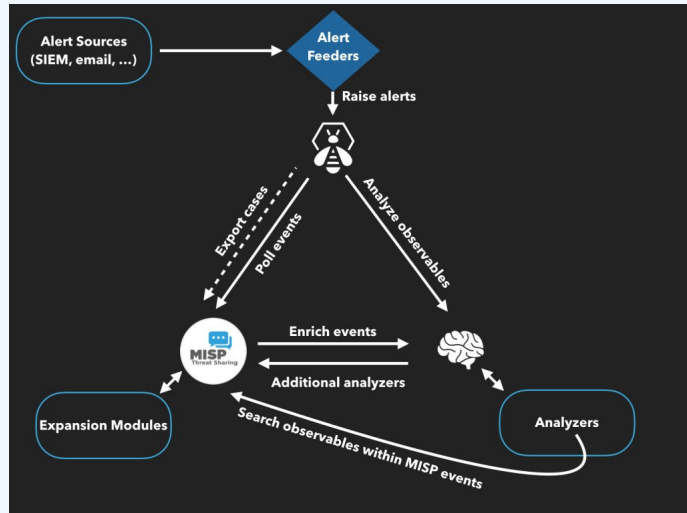 Alert Sources
(SIEM, email, ...)
Alert
Feeders
Raise alerts
Export cases
Poll events
Analyze observables
MISP
Threat Sharing
Enrich events
Additional analyzers
Expansion Modules
Analyzers
Search observables within MISP events